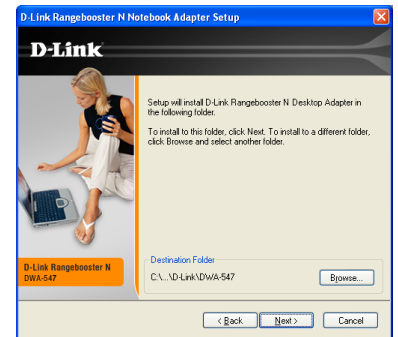 D-Link Rangebooster N Notebook Adapter Setup
D-Link
Setup will install D-Link Rangebooster N Desktop Adapter in
the following folder.
To install to this folder, click Next. To install to a different folder,
click Browse and select another folder.
D-Link Rangebooster N
DWA-547
Destination Folder
C:\...\D-Link\DWA-547
Browse...
< Back
Next >
Cancel